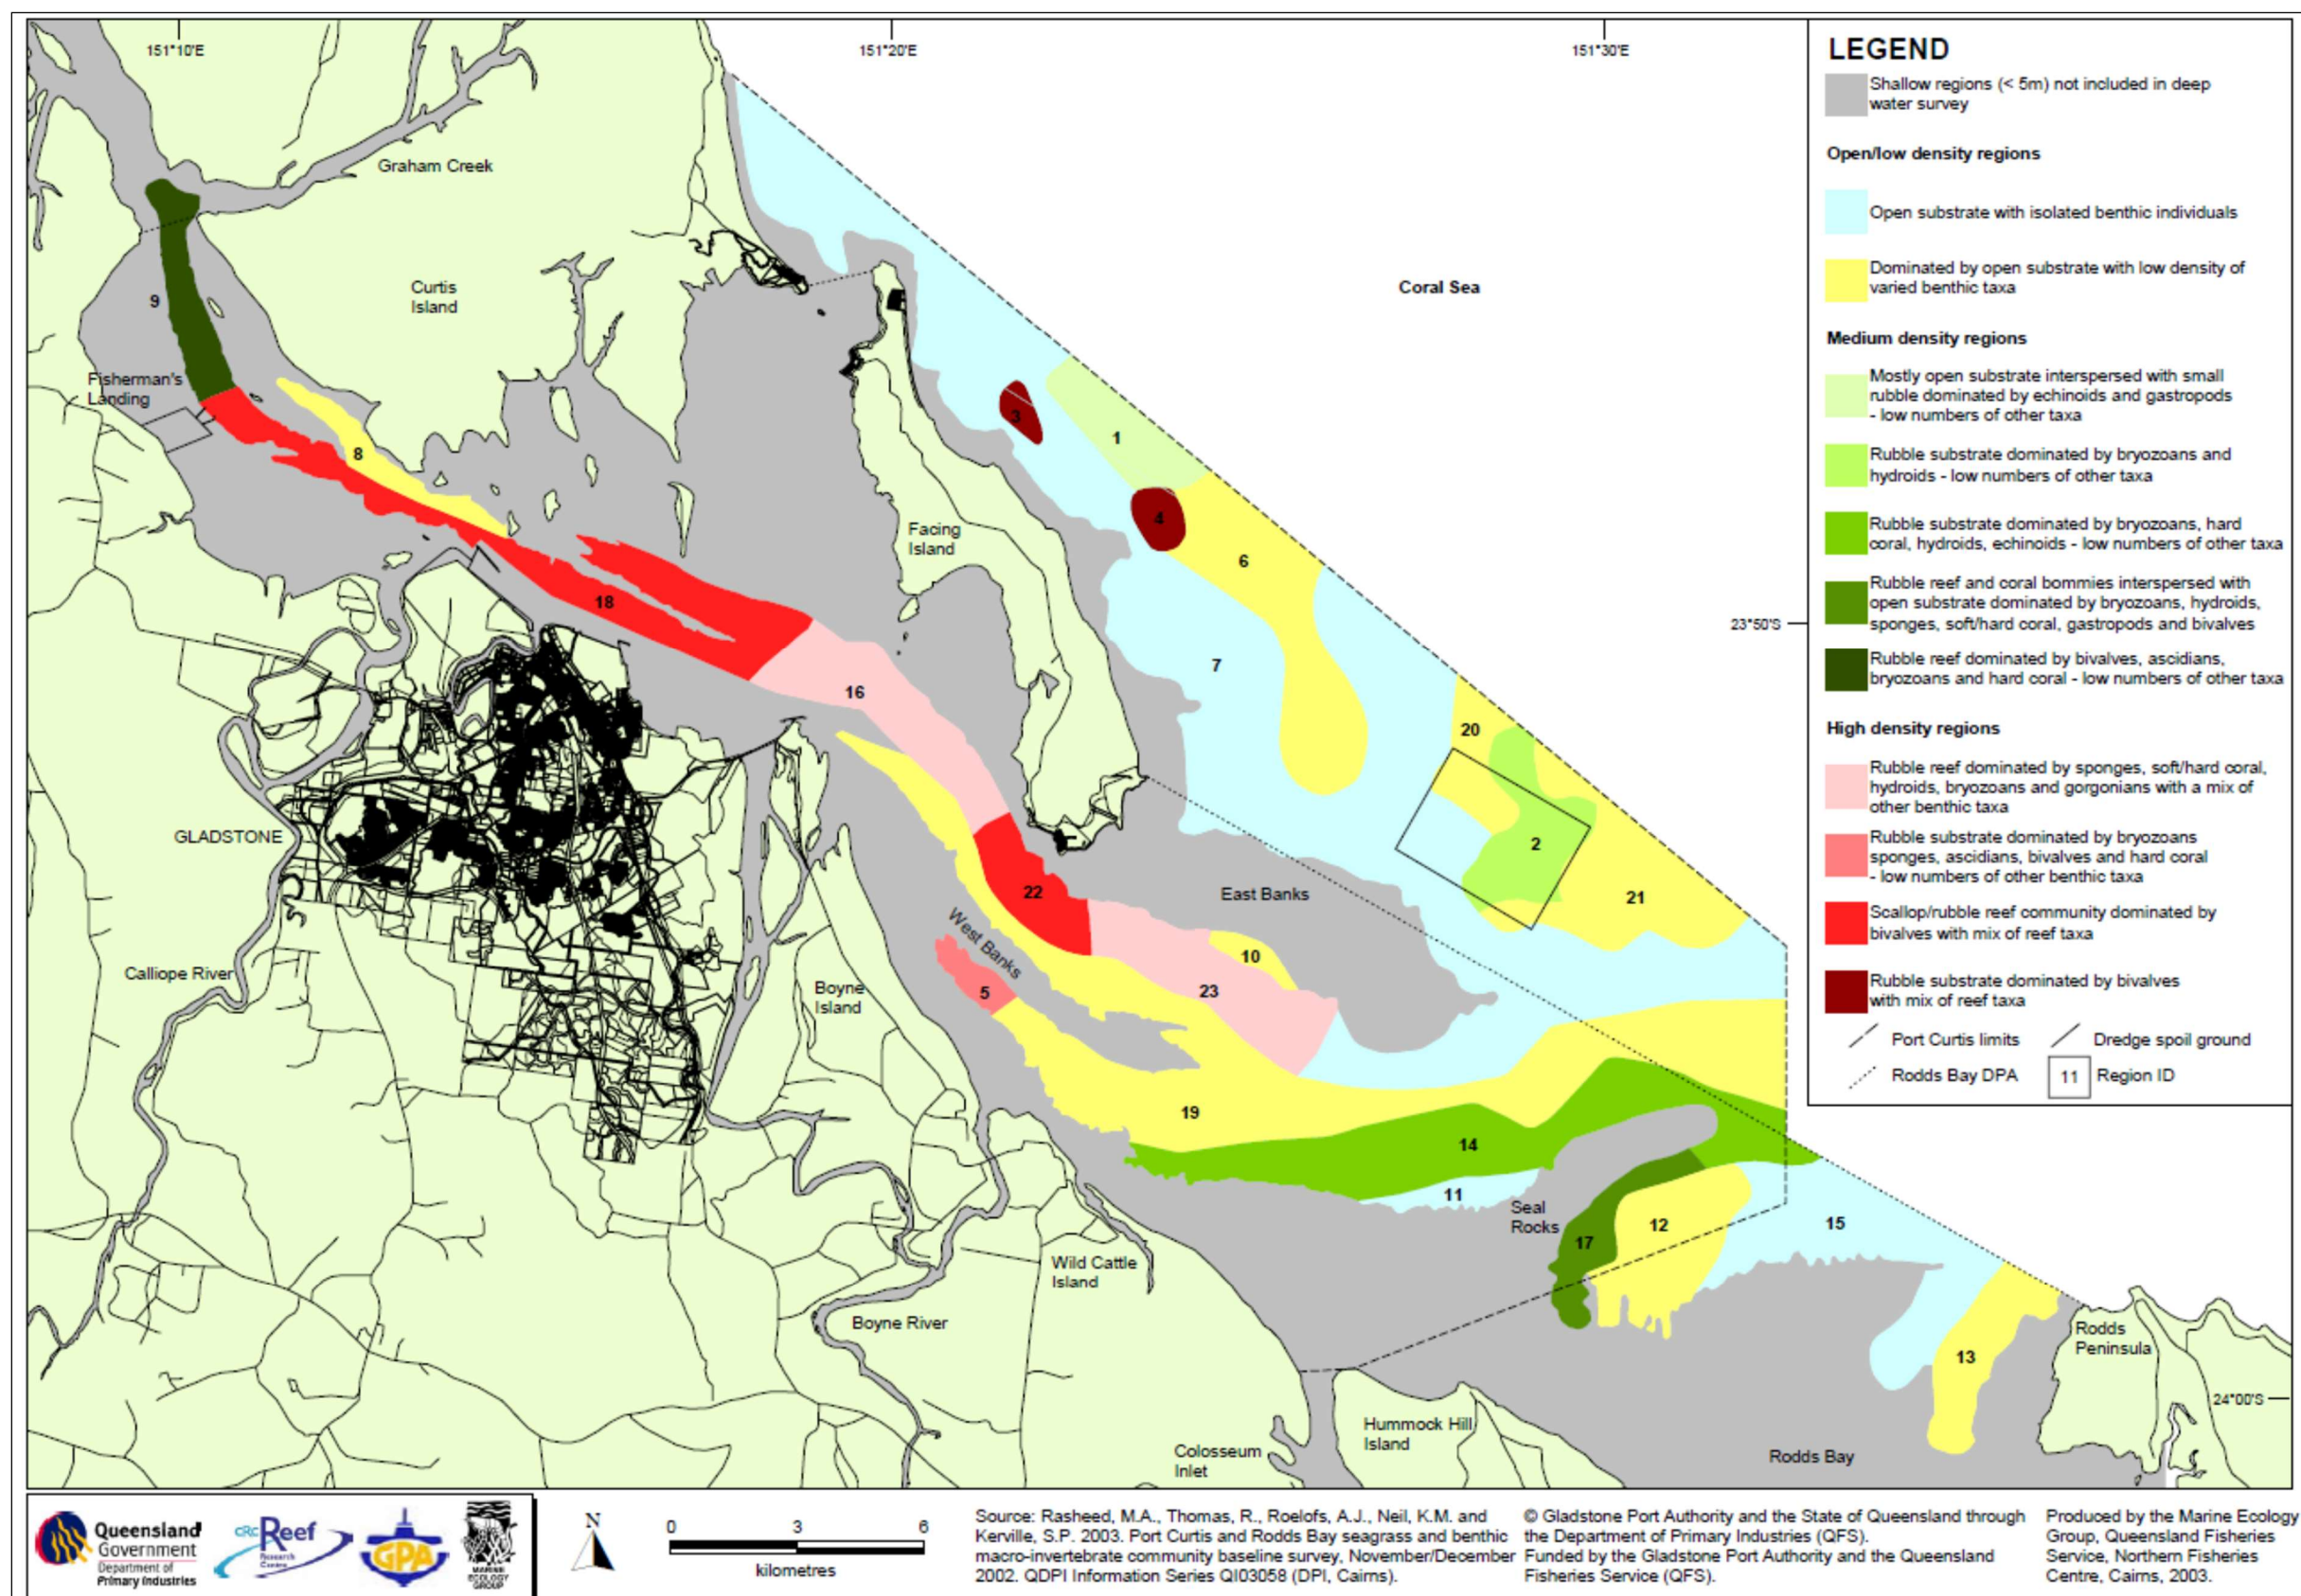 151°10'E
151°20'E
151°30'E
Graham Creek
Curtis
Island
Coral Sea
9
Fisherman's
Landing
3
1
8
4
Facing
Island
6
18
23°50'S
7
16
20
GLADSTONE
2
22
East Banks
21
West Banks
10
Calliope River
5
23
Boyne
Island
19
14
11
Seal
Rocks
12
15
17
Wild Cattle
Island
Boyne River
Rodds
Peninsula
13
24°00'S
Hummock Hill
Island
Colosseum
Inlet
Rodds Bay
LEGEND
Shallow regions (< 5m) not included in deep
water survey
Open/low density regions
Open substrate with isolated benthic individuals
Dominated by open substrate with low density of
varied benthic taxa
Medium density regions
Mostly open substrate interspersed with small
rubble dominated by echinoids and gastropods
- low numbers of other taxa
Rubble substrate dominated by bryozoans and
hydroids - low numbers of other taxa
Rubble substrate dominated by bryozoans, hard
coral, hydroids, echinoids - low numbers of other taxa
Rubble reef and coral bommies interspersed with
open substrate dominated by bryozoans, hydroids,
sponges, soft/hard coral, gastropods and bivalves
Rubble reef dominated by bivalves, ascidians,
bryozoans and hard coral - low numbers of other taxa
High density regions
Rubble reef dominated by sponges, soft/hard coral,
hydroids, bryozoans and gorgonians with a mix of
other benthic taxa
Rubble substrate dominated by bryozoans
sponges, ascidians, bivalves and hard coral
- low numbers of other benthic taxa
Scallop/rubble reef community dominated by
bivalves with mix of reef taxa
Rubble substrate dominated by bivalves
with mix of reef taxa
Port Curtis limits
Dredge spoil ground
Rodds Bay DPA
11 Region ID
Queensland
Government
Department of
Primary Industries
CRC Reef
Research
Centre
GPA
MARINE
ECOLOGY
GROUP
N
0 3 6
kilometres
Source: Rasheed, M.A., Thomas, R., Roelofs, A.J., Neil, K.M. and
Kerville, S.P. 2003. Port Curtis and Rodds Bay seagrass and benthic
macro-invertebrate community baseline survey, November/December
2002. QDPI Information Series QI03058 (DPI, Cairns).
© Gladstone Port Authority and the State of Queensland through
the Department of Primary Industries (QFS).
Funded by the Gladstone Port Authority and the Queensland
Fisheries Service (QFS).
Produced by the Marine Ecology
Group, Queensland Fisheries
Service, Northern Fisheries
Centre, Cairns, 2003.